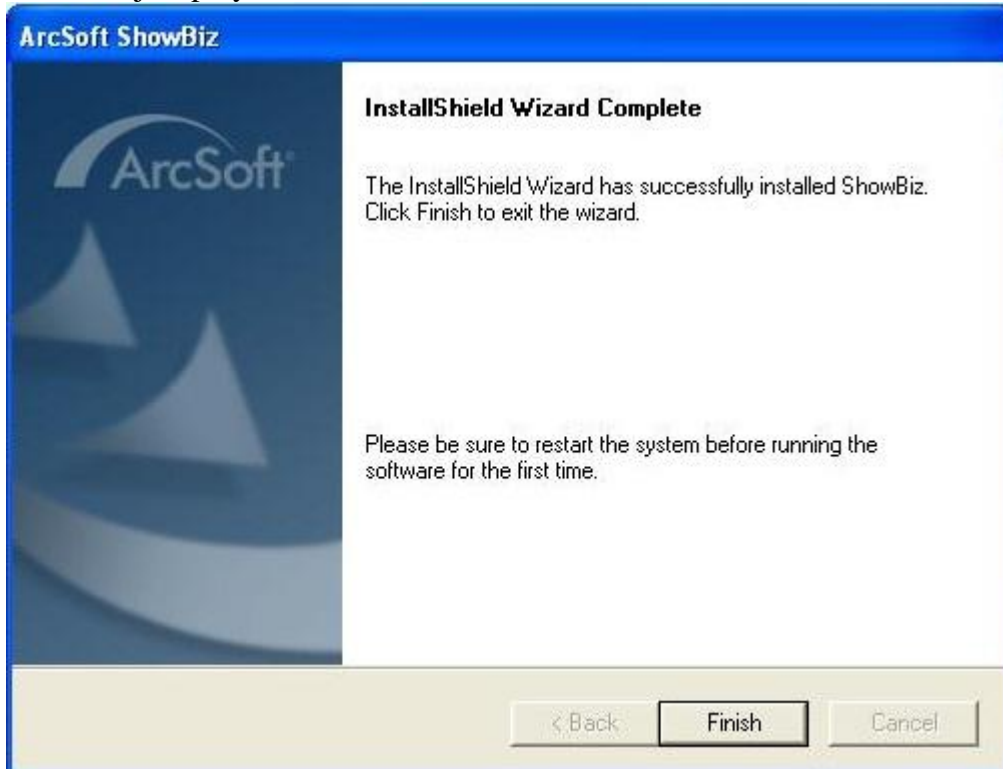 ArcSoft ShowBiz
ArcSoft
InstallShield Wizard Complete
The InstallShield Wizard has successfully installed ShowBiz.
Click Finish to exit the wizard.
Please be sure to restart the system before running the
software for the first time.
< Back Finish Cancel